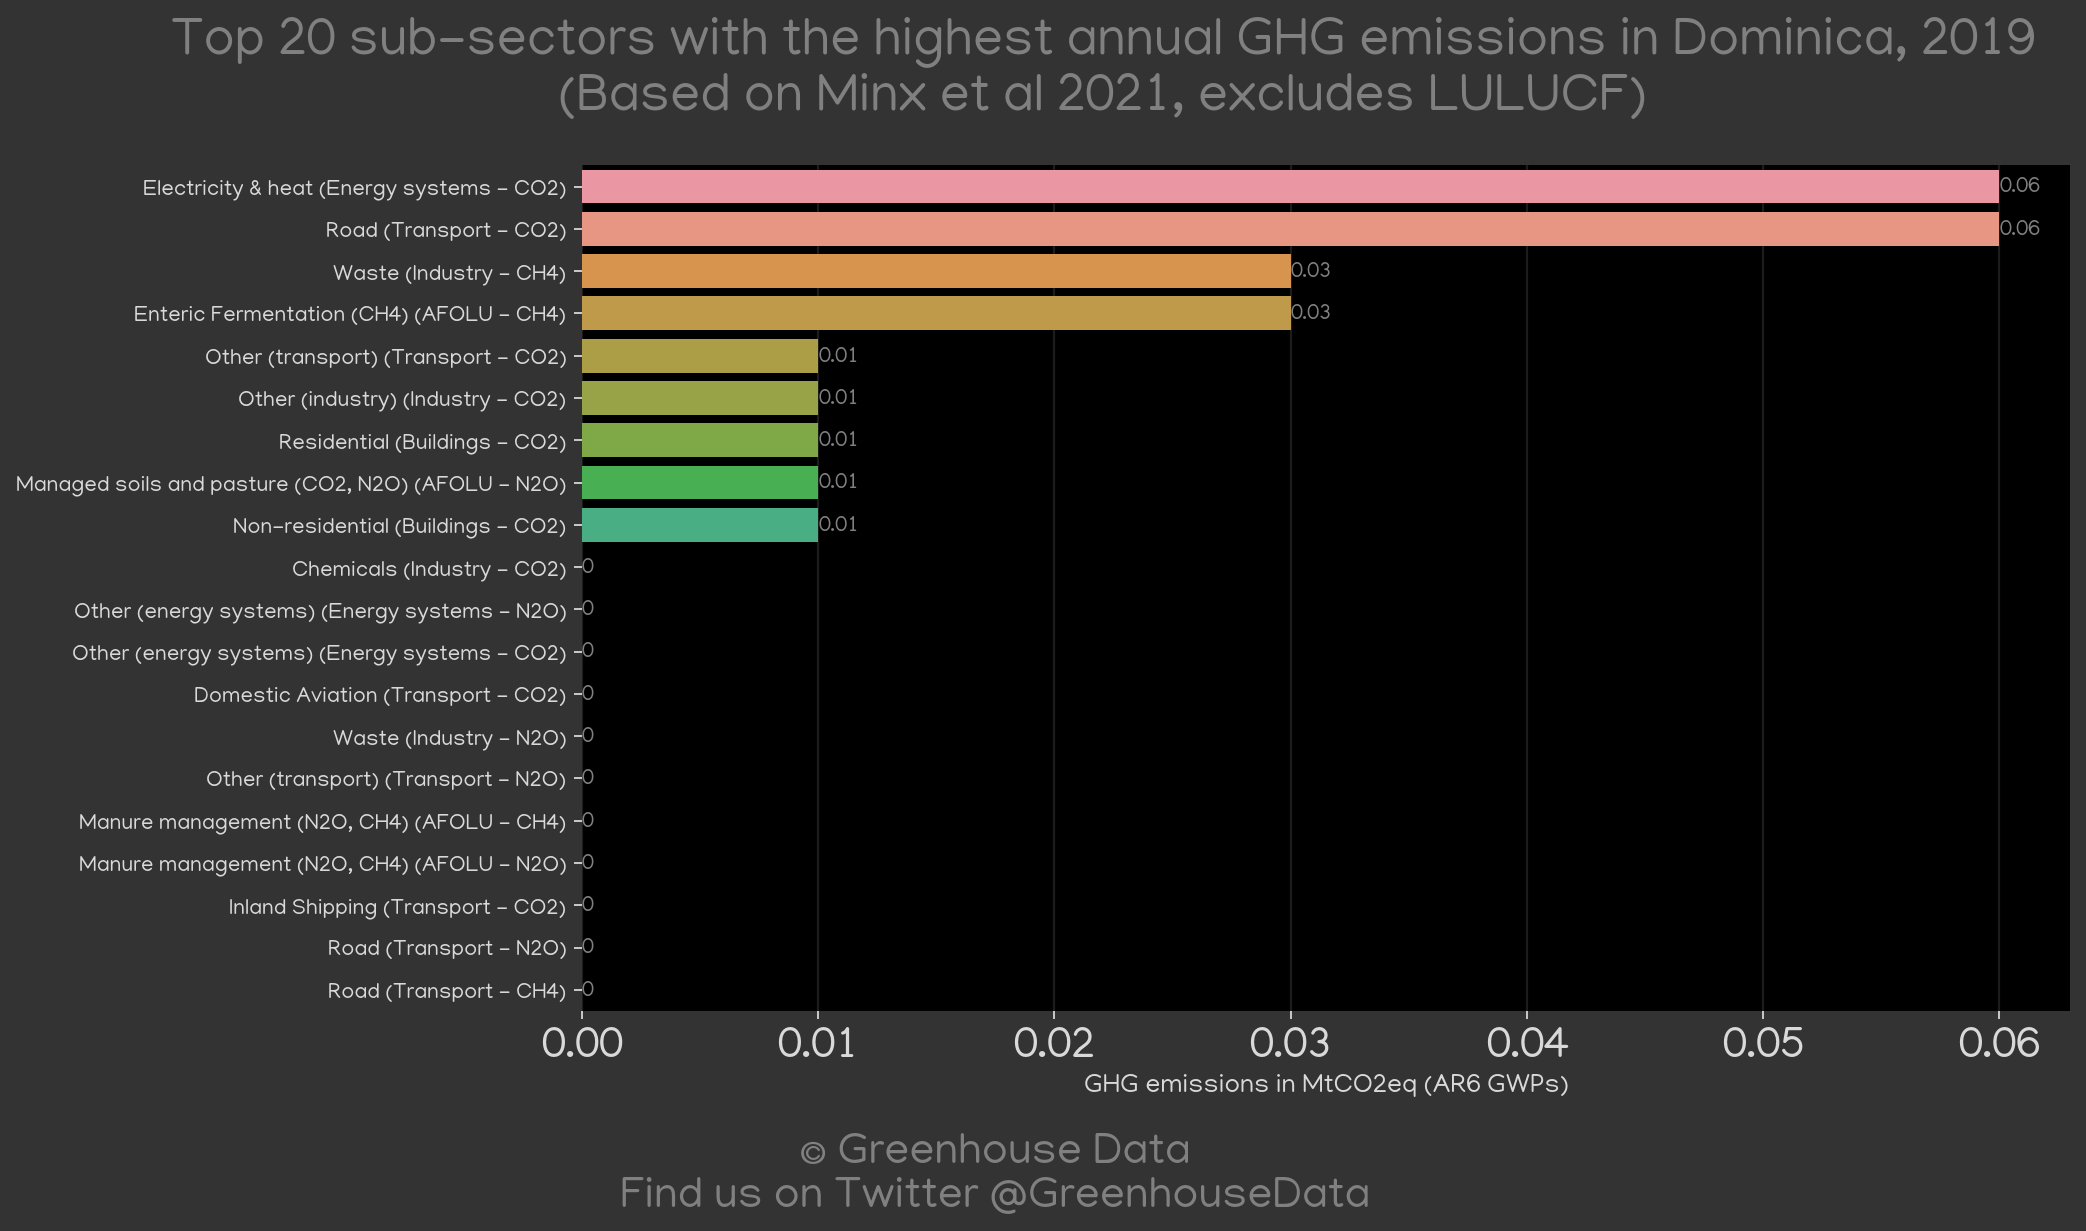 Top 20 sub-sectors with the highest annual GHG emissions in Dominica, 2019
(Based on Minx et al 2021, excludes LULUCF)
Electricity & heat (Energy systems - CO2) 0.06
Road (Transport - CO2) 0.06
Waste (Industry - CH4) 0.03
Enteric Fermentation (CH4) (AFOLU - CH4) 0.03
Other (transport) (Transport - CO2) 0.01
Other (industry) (Industry - CO2) 0.01
Residential (Buildings - CO2) 0.01
Managed soils and pasture (CO2, N2O) (AFOLU - N2O) 0.01
Non-residential (Buildings - CO2) 0.01
Chemicals (Industry - CO2) 0
Other (energy systems) (Energy systems - N2O) 0
Other (energy systems) (Energy systems - CO2) 0
Domestic Aviation (Transport - CO2) 0
Waste (Industry - N2O) 0
Other (transport) (Transport - N2O) 0
Manure management (N2O, CH4) (AFOLU - CH4) 0
Manure management (N2O, CH4) (AFOLU - N2O) 0
Inland Shipping (Transport - CO2) 0
Road (Transport - N2O) 0
Road (Transport - CH4) 0
0.00 0.01 0.02 0.03 0.04 0.05 0.06
GHG emissions in MtCO2eq (AR6 GWPs)
© Greenhouse Data
Find us on Twitter @GreenhouseData